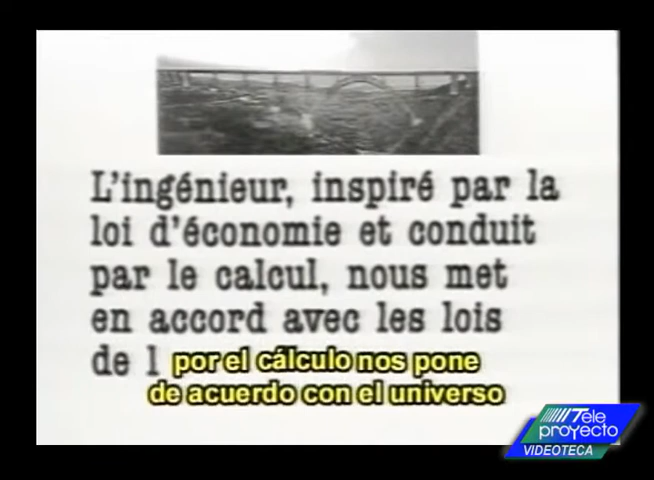 L'ingénieur, inspiré par la
loi d'économie et conduit
par le calcul, nous met
en accord avec les lois
de l
por el cálculo nos pone
de acuerdo con el universo
Tele
proyecto
VIDEOTECA